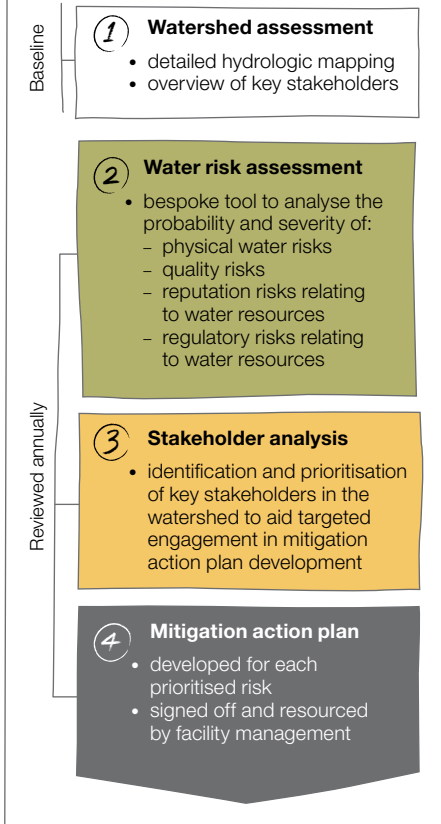 Baseline
1 Watershed assessment
• detailed hydrologic mapping
• overview of key stakeholders
Reviewed annually
2 Water risk assessment
• bespoke tool to analyse the
probability and severity of:
– physical water risks
– quality risks
– reputation risks relating
to water resources
– regulatory risks relating
to water resources
3 Stakeholder analysis
• identification and prioritisation
of key stakeholders in the
watershed to aid targeted
engagement in mitigation
action plan development
4 Mitigation action plan
• developed for each
prioritised risk
• signed off and resourced
by facility management